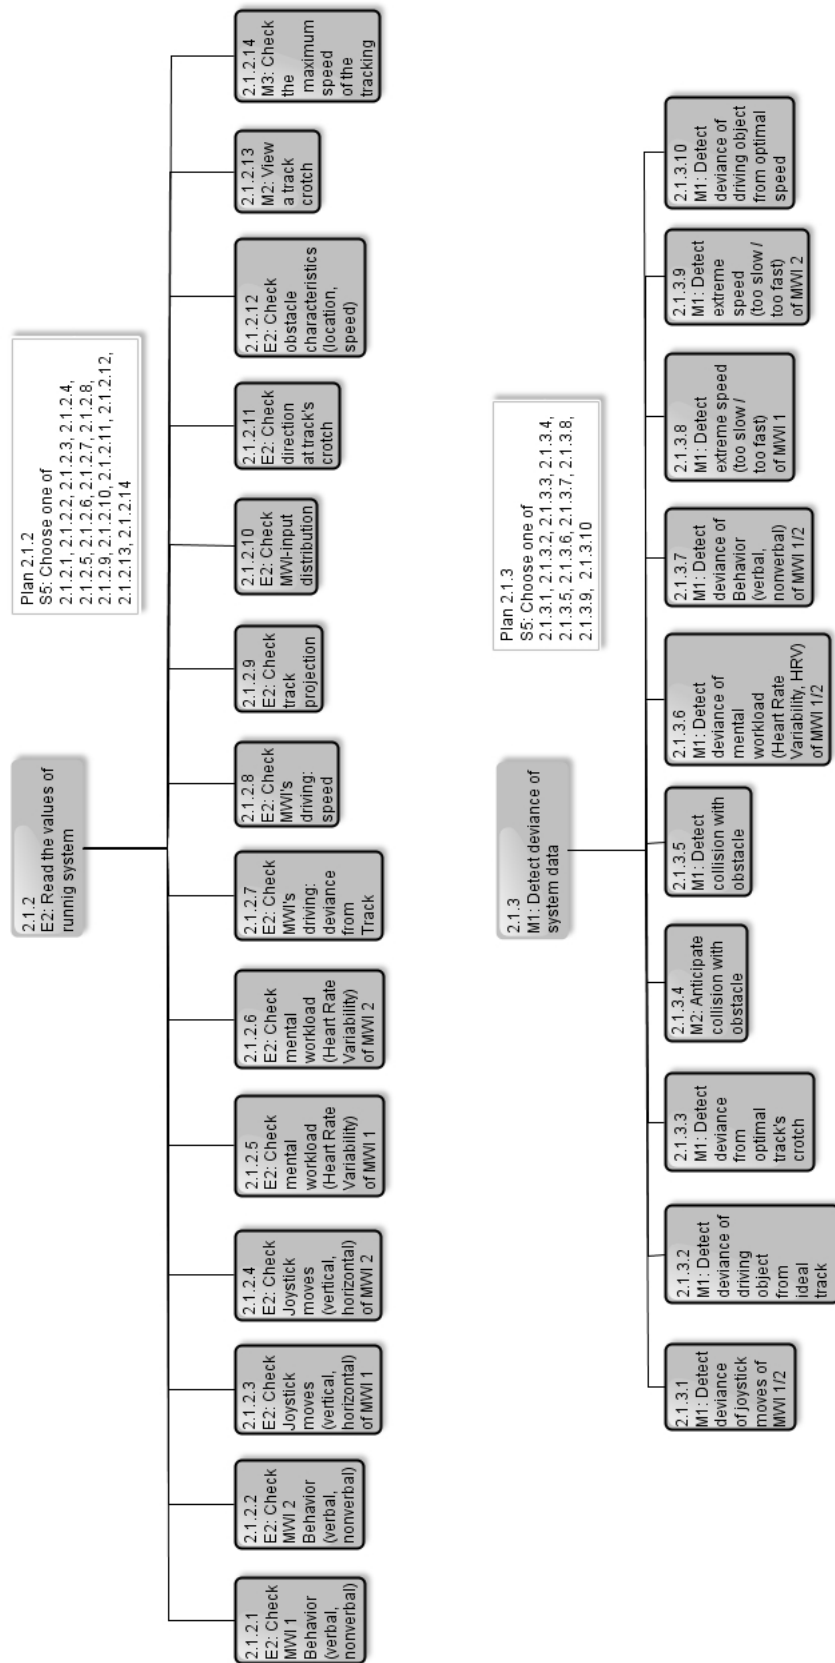 2.1.2
E2: Read the values of
runnig system
Plan 2.1.2
S5: Choose one of
2.1.2.1, 2.1.2.2, 2.1.2.3, 2.1.2.4,
2.1.2.5, 2.1.2.6, 2.1.2.7, 2.1.2.8,
2.1.2.9, 2.1.2.10, 2.1.2.11, 2.1.2.12,
2.1.2.13, 2.1.2.14
2.1.2.1
E2: Check
MWI 1
Behavior
(verbal,
nonverbal)
2.1.2.2
E2: Check
MWI 2
Behavior
(verbal,
nonverbal)
2.1.2.3
E2: Check
Joystick
moves
(vertical,
horizontal)
of MWI 1
2.1.2.4
E2: Check
Joystick
moves
(vertical,
horizontal)
of MWI 2
2.1.2.5
E2: Check
mental
workload
(Heart Rate
Variability)
of MWI 1
2.1.2.6
E2: Check
mental
workload
(Heart Rate
Variability)
of MWI 2
2.1.2.7
E2: Check
MWI's
driving:
deviance
from
Track
2.1.2.8
E2: Check
MWI's
driving:
speed
2.1.2.9
E2: Check
track
projection
2.1.2.10
E2: Check
MWI-input
distribution
2.1.2.11
E2: Check
direction
at track's
crotch
2.1.2.12
E2: Check
obstacle
characteristics
(location,
speed)
2.1.2.13
M2: View
a track
crotch
2.1.2.14
M3: Check
the
maximum
speed
of the
tracking
2.1.3
M1: Detect deviance of
system data
Plan 2.1.3
S5: Choose one of
2.1.3.1, 2.1.3.2, 2.1.3.3, 2.1.3.4,
2.1.3.5, 2.1.3.6, 2.1.3.7, 2.1.3.8,
2.1.3.9, 2.1.3.10
2.1.3.1
M1: Detect
deviance
of joystick
moves of
MWI 1/2
2.1.3.2
M1: Detect
deviance of
driving
object
from
ideal
track
2.1.3.3
M1: Detect
deviance
from
optimal
track's
crotch
2.1.3.4
M2: Anticipate
collision with
obstacle
2.1.3.5
M1: Detect
collision with
obstacle
2.1.3.6
M1: Detect
deviance of
mental
workload
(Heart Rate
Variability, HRV)
of MWI 1/2
2.1.3.7
M1: Detect
deviance of
Behavior
(verbal,
nonverbal)
of MWI 1/2
2.1.3.8
M1: Detect
extreme speed
(too slow /
too fast)
of MWI 1
2.1.3.9
M1: Detect
extreme
speed
(too slow /
too fast)
of MWI 2
2.1.3.10
M1: Detect
deviance of
driving object
from optimal
speed